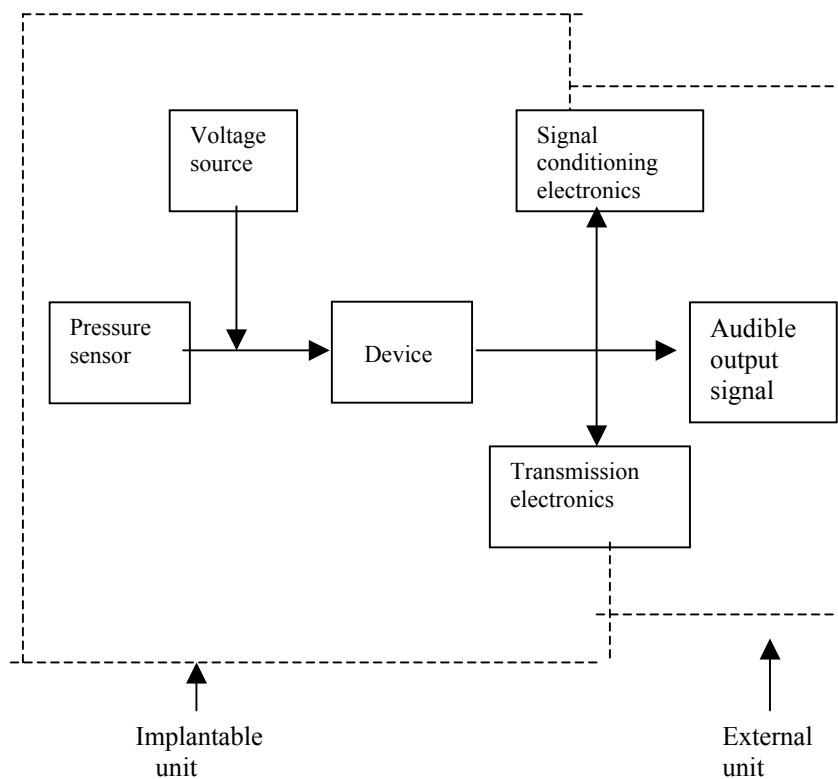 Voltage
source
Signal
conditioning
electronics
Pressure
sensor
Device
Audible
output
signal
Transmission
electronics
Implantable
unit
External
unit